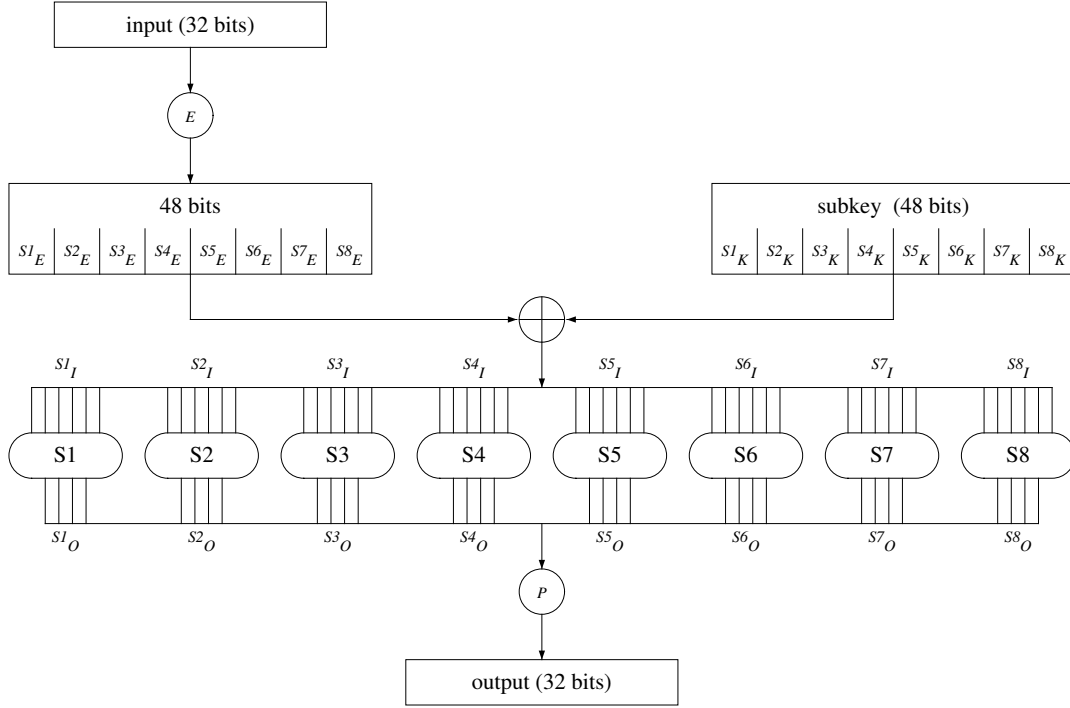 input (32 bits)
E
48 bits
subkey (48 bits)
S1E S2E S3E S4E S5E S6E S7E S8E
S1K S2K S3K S4K S5K S6K S7K S8K
S1I S2I S3I S4I S5I S6I S7I S8I
S1 S2 S3 S4 S5 S6 S7 S8
S1O S2O S3O S4O S5O S6O S7O S8O
P
output (32 bits)